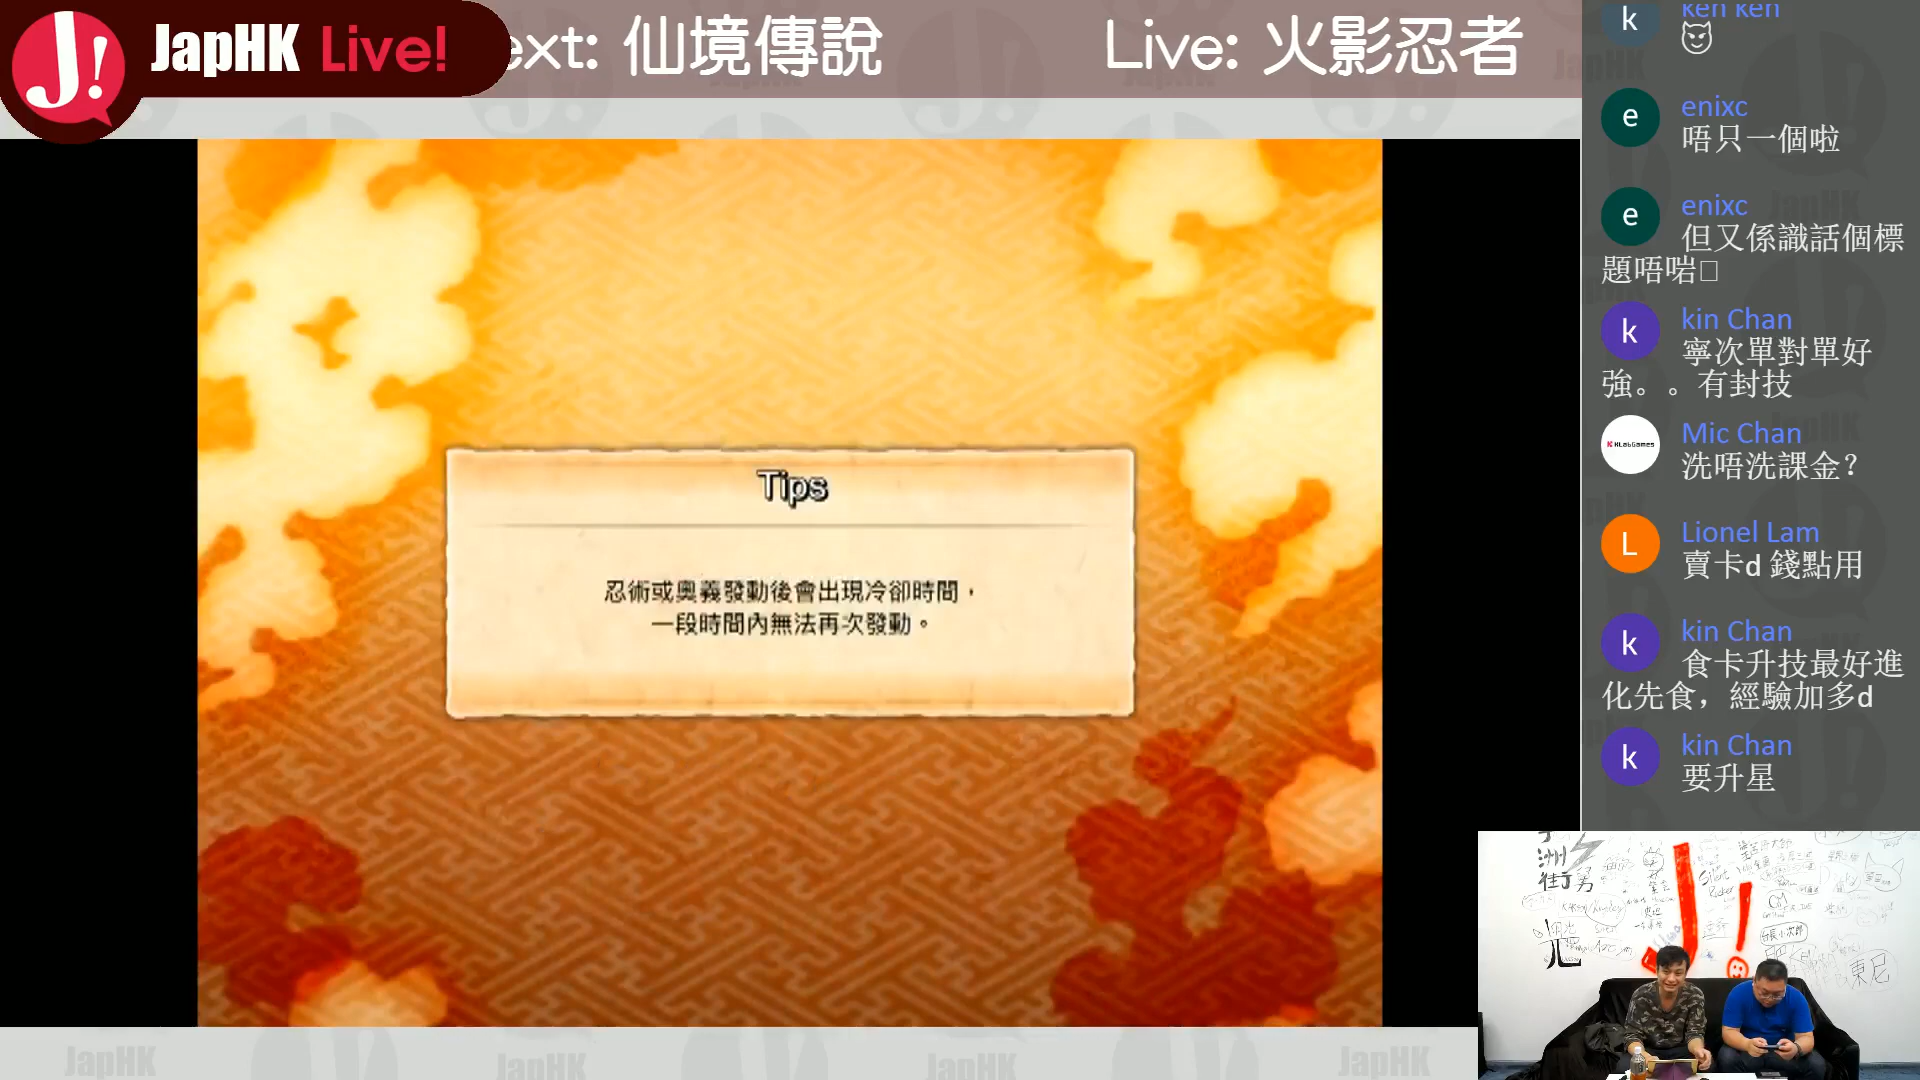 J!
JapHK Live!
ext: 仙境傳說
Live: 火影忍者
Tips
忍術或奧義發動後會出現冷卻時間，
一段時間內無法再次發動。
k
ken ken
😈
e
enixc
唔只一個啦
e
enixc
但又係識話個標
題唔啱
k
kin Chan
寧次單對單好
強。。有封技
KLabGames
Mic Chan
洗唔洗課金？
L
Lionel Lam
賣卡d 錢點用
k
kin Chan
食卡升技最好進
化先食，經驗加多d
k
kin Chan
要升星
J!
東尼
JapHK
JapHK
JapHK
JapHK